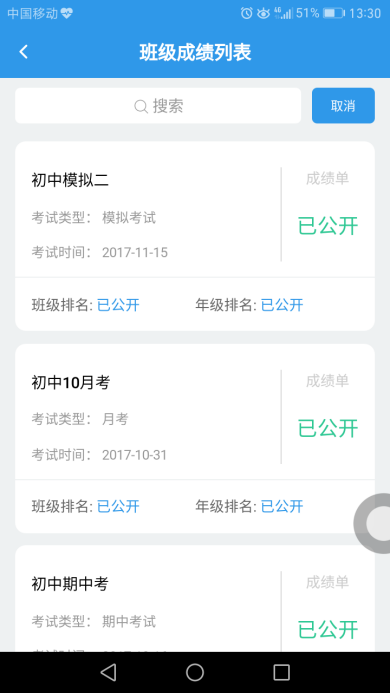 中国移动 51% 13:30
班级成绩列表
搜索 取消
初中模拟二 成绩单
考试类型： 模拟考试 已公开
考试时间： 2017-11-15
班级排名: 已公开 年级排名: 已公开
初中10月考 成绩单
考试类型： 月考 已公开
考试时间： 2017-10-31
班级排名: 已公开 年级排名: 已公开
初中期中考 成绩单
考试类型： 期中考试 已公开